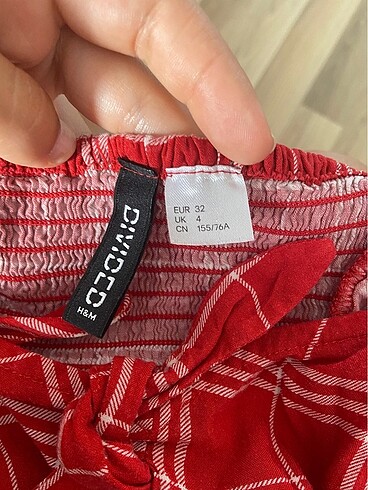 DIVIDED
H&M
EUR 32
UK 4
CN 155/76A